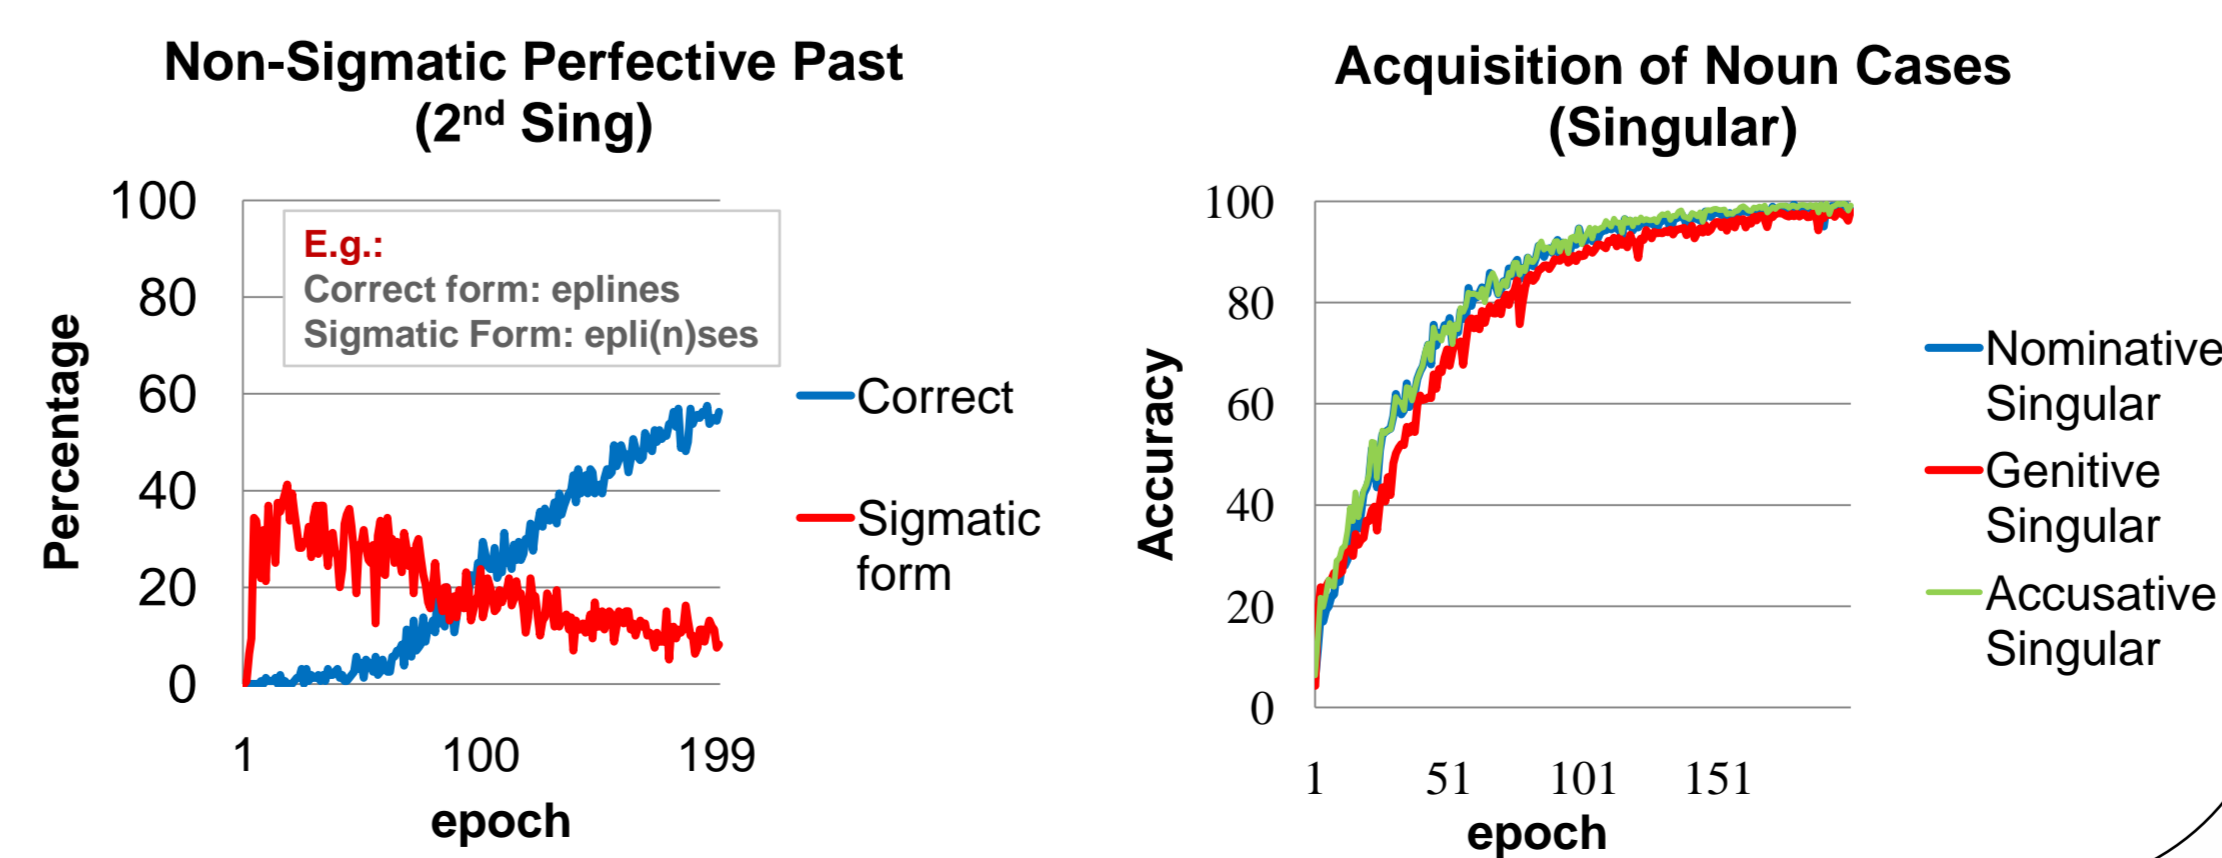 Non-Sigmatic Perfective Past
(2nd Sing)
100
80
60
40
20
0
Percentage
E.g.:
Correct form: eplines
Sigmatic Form: epli(n)ses
Correct
Sigmatic
form
1 100 199
epoch
Acquisition of Noun Cases
(Singular)
100
80
60
40
20
0
Accuracy
Nominative
Singular
Genitive
Singular
Accusative
Singular
1 51 101 151
epoch